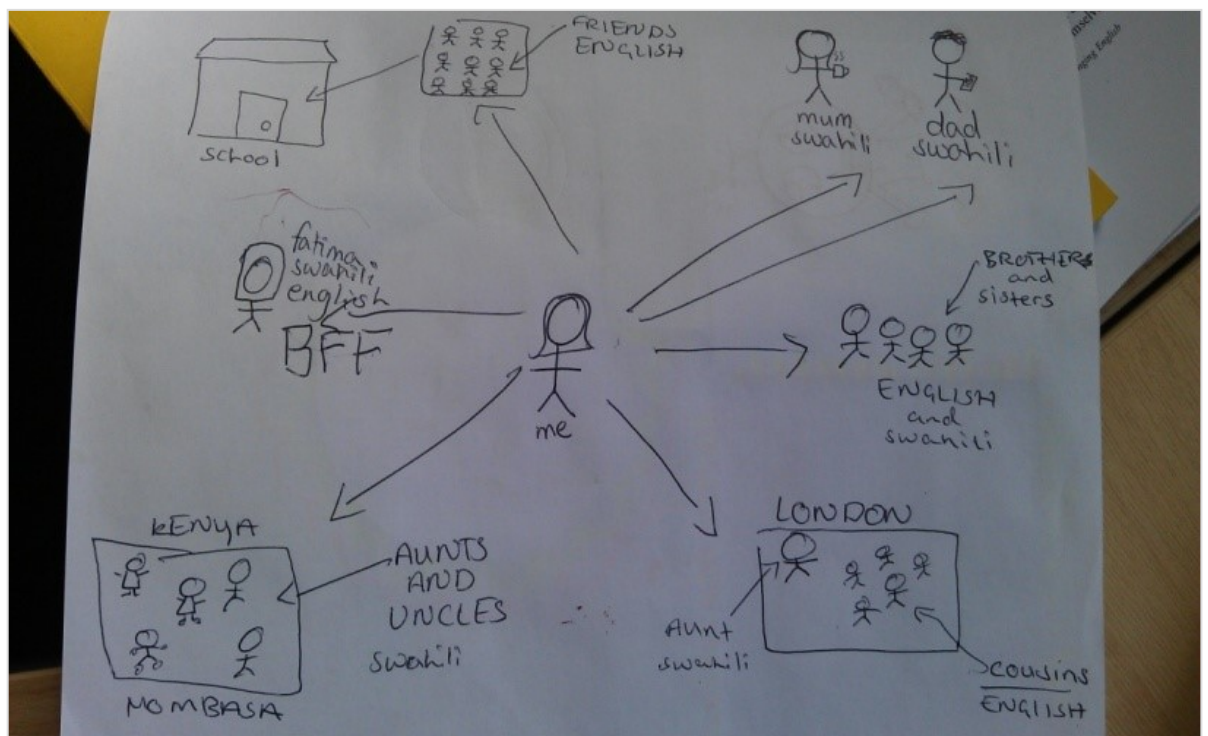 FRIENDS
ENGLISH
school
mum
swahili
dad
swahili
fatima
swahili
english
BFF
me
BROTHERS
and
sisters
ENGLISH
and
swahili
KENYA
AUNTS
AND
UNCLES
swahili
MOMBASA
LONDON
AUnt
swahili
cousins
ENGlISH